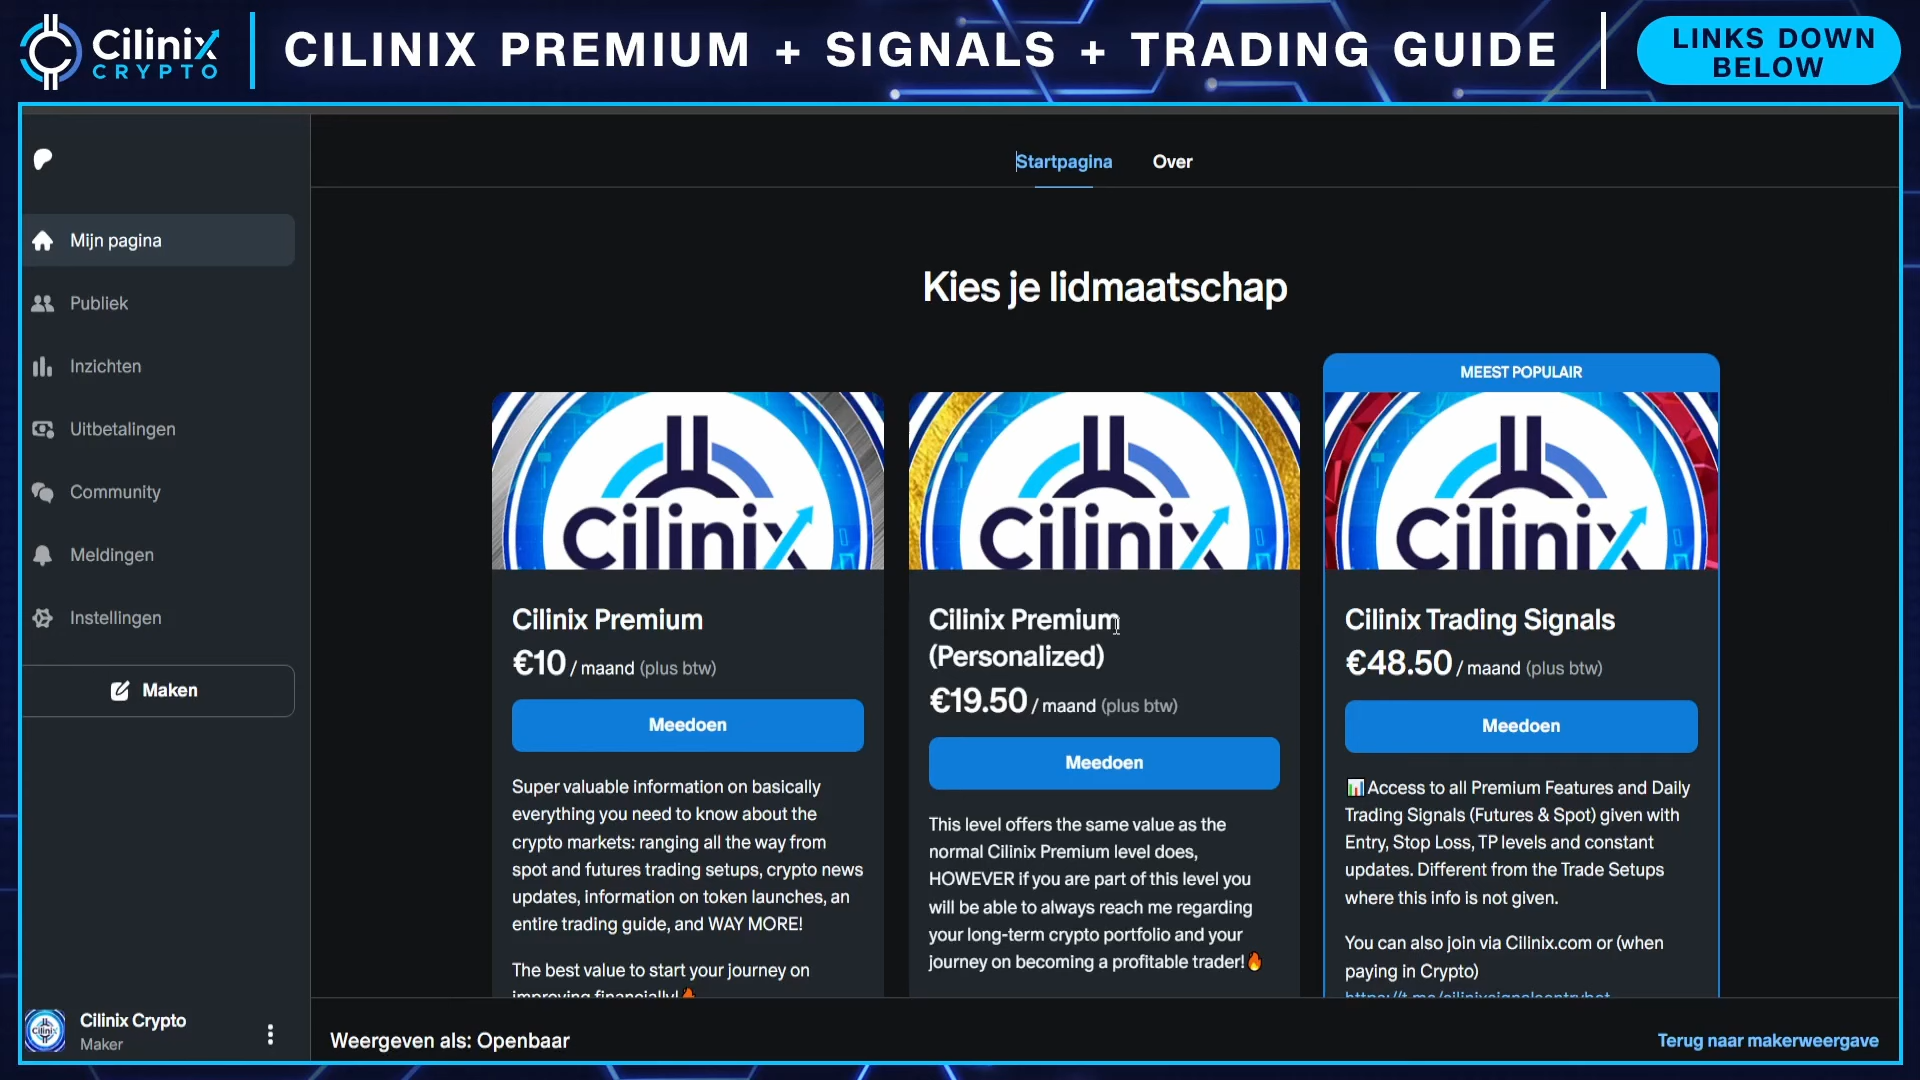 Cilinix
CRYPTO
CILINIX PREMIUM + SIGNALS + TRADING GUIDE
LINKS DOWN
BELOW
Mijn pagina
Publiek
Inzichten
Uitbetalingen
Community
Meldingen
Instellingen
Maken
Cilinix Crypto
Maker
Startpagina
Over
Kies je lidmaatschap
Cilinix
Cilinix Premium
€10 / maand (plus btw)
Meedoen
Super valuable information on basically
everything you need to know about the
crypto markets: ranging all the way from
spot and futures trading setups, crypto news
updates, information on token launches, an
entire trading guide, and WAY MORE!
The best value to start your journey on
improving financially!🔥
Cilinix
Cilinix Premium
(Personalized)
€19.50 / maand (plus btw)
Meedoen
This level offers the same value as the
normal Cilinix Premium level does,
HOWEVER if you are part of this level you
will be able to always reach me regarding
your long-term crypto portfolio and your
journey on becoming a profitable trader!🔥
MEEST POPULAIR
Cilinix
Cilinix Trading Signals
€48.50 / maand (plus btw)
Meedoen
📊Access to all Premium Features and Daily
Trading Signals (Futures & Spot) given with
Entry, Stop Loss, TP levels and constant
updates. Different from the Trade Setups
where this info is not given.
You can also join via Cilinix.com or (when
paying in Crypto)
https://t.me/cilinixsignalsentrybot
Weergeven als: Openbaar
Terug naar makerweergave